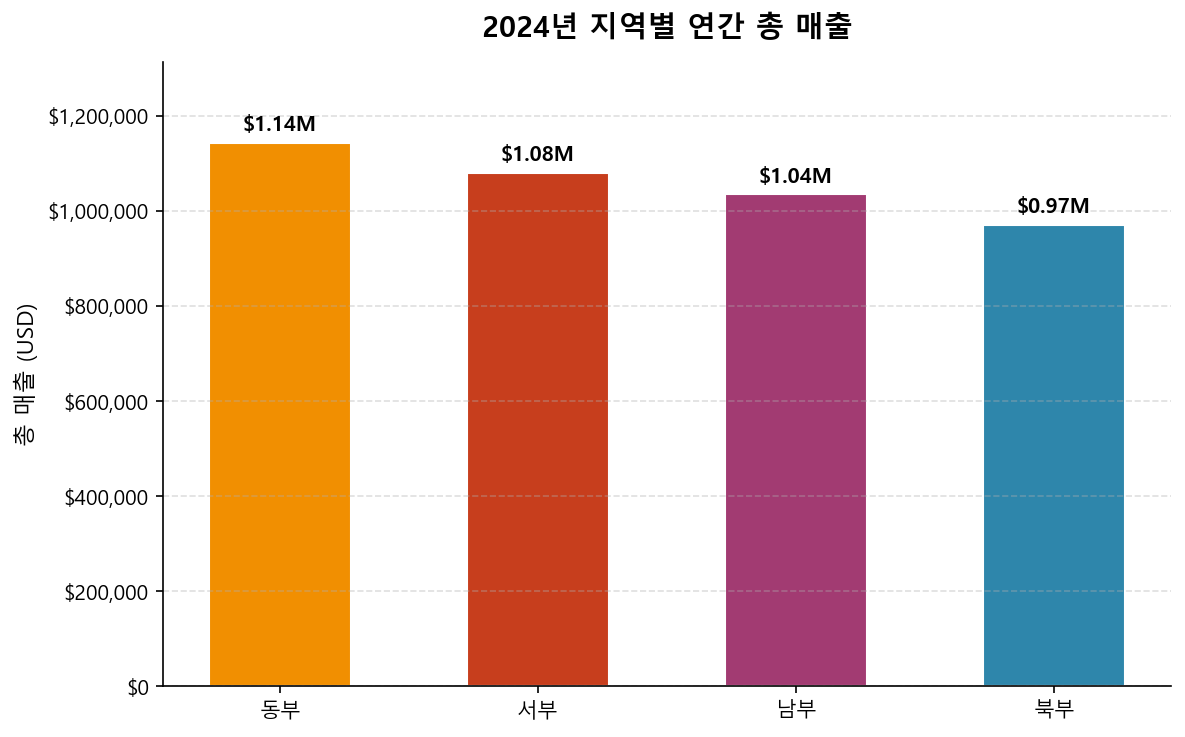 2024년 지역별 연간 총 매출
총 매출 (USD)
$1,200,000
$1,000,000
$800,000
$600,000
$400,000
$200,000
$0
$1.14M
$1.08M
$1.04M
$0.97M
동부
서부
남부
북부